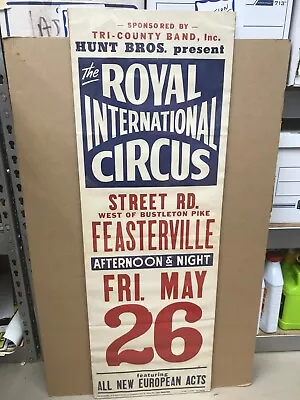 SPONSORED BY
TRI-COUNTY BAND, Inc.
HUNT BROS. present
The ROYAL
INTERNATIONAL
CIRCUS
STREET RD.
WEST OF BUSTLETON PIKE
FEASTERVILLE
AFTERNOON & NIGHT
FRI. MAY
26
featuring
ALL NEW EUROPEAN ACTS